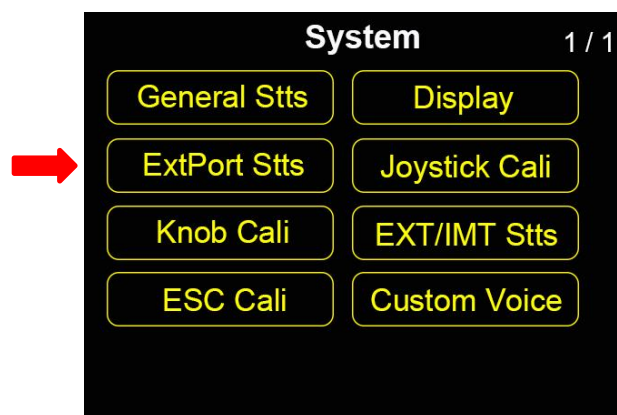 System
1 / 1
General Stts
Display
ExtPort Stts
Joystick Cali
Knob Cali
EXT/IMT Stts
ESC Cali
Custom Voice